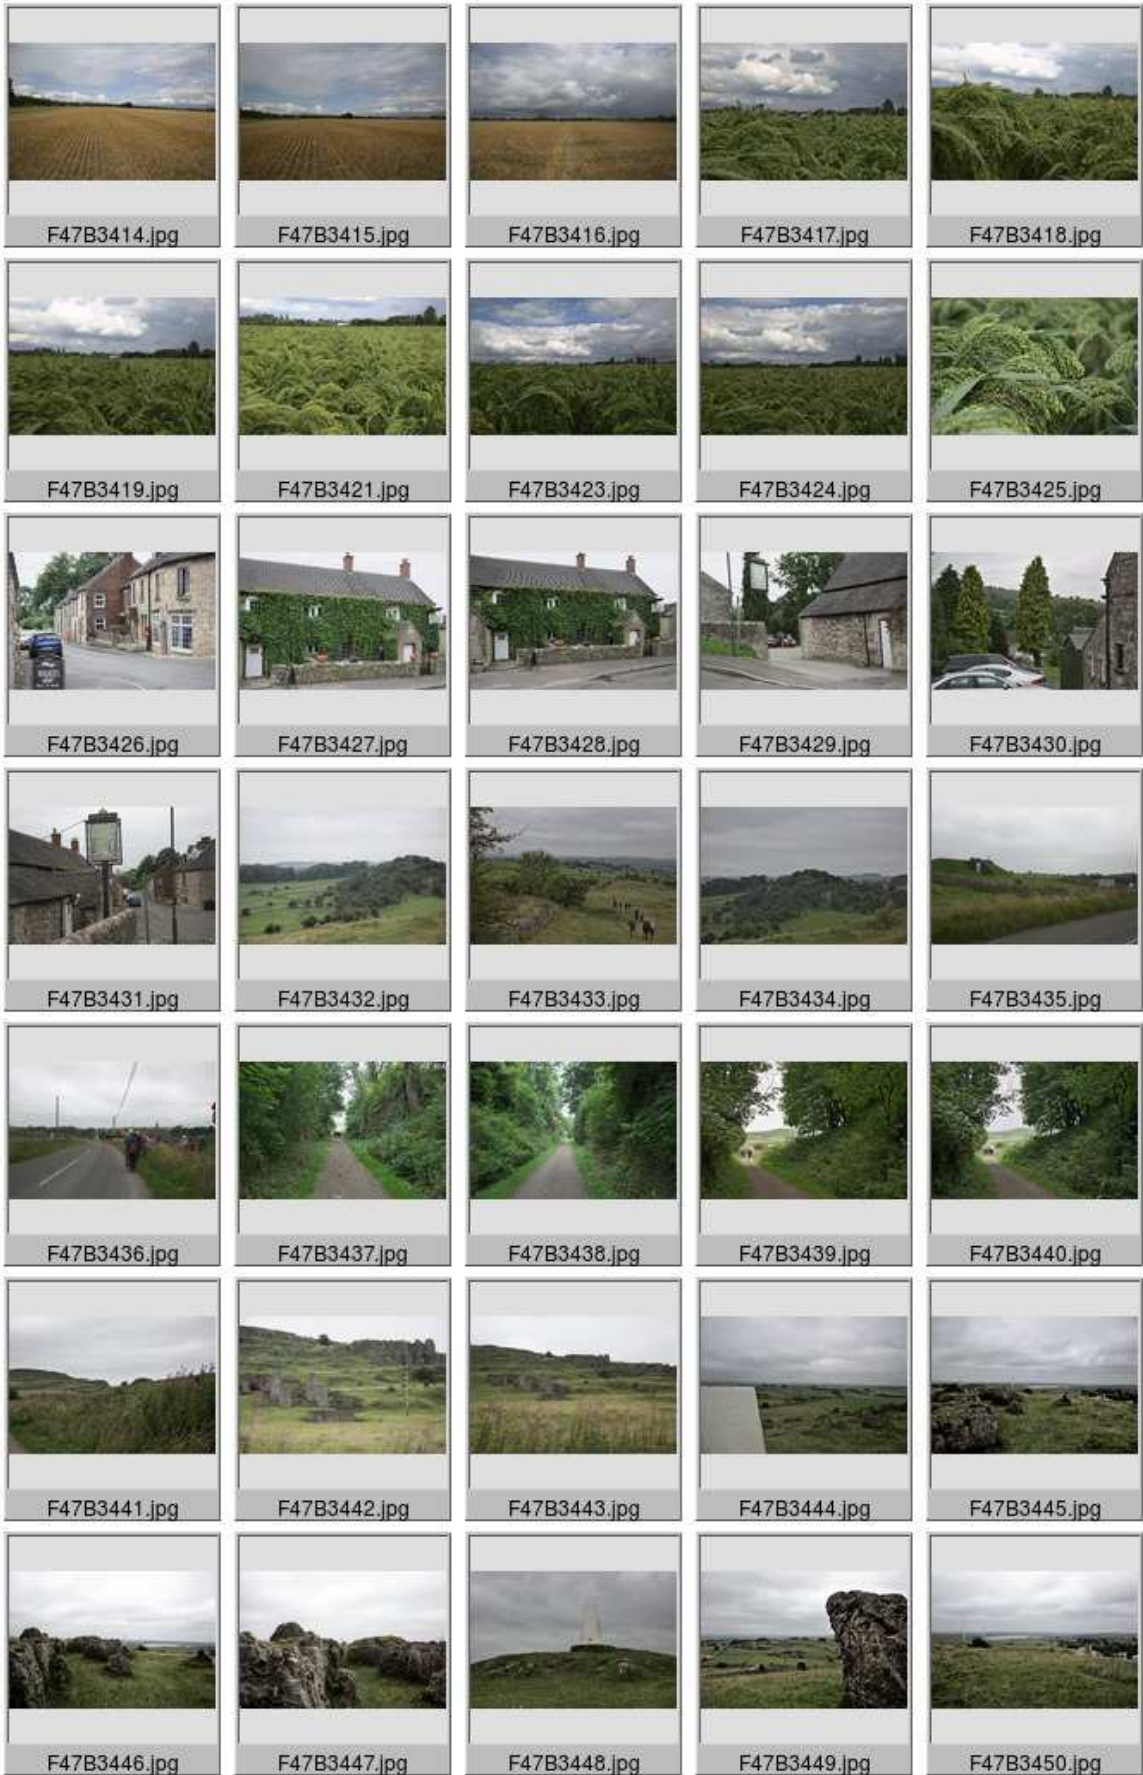 F47B3414.jpg F47B3415.jpg F47B3416.jpg F47B3417.jpg F47B3418.jpg
F47B3419.jpg F47B3421.jpg F47B3423.jpg F47B3424.jpg F47B3425.jpg
F47B3426.jpg F47B3427.jpg F47B3428.jpg F47B3429.jpg F47B3430.jpg
F47B3431.jpg F47B3432.jpg F47B3433.jpg F47B3434.jpg F47B3435.jpg
F47B3436.jpg F47B3437.jpg F47B3438.jpg F47B3439.jpg F47B3440.jpg
F47B3441.jpg F47B3442.jpg F47B3443.jpg F47B3444.jpg F47B3445.jpg
F47B3446.jpg F47B3447.jpg F47B3448.jpg F47B3449.jpg F47B3450.jpg